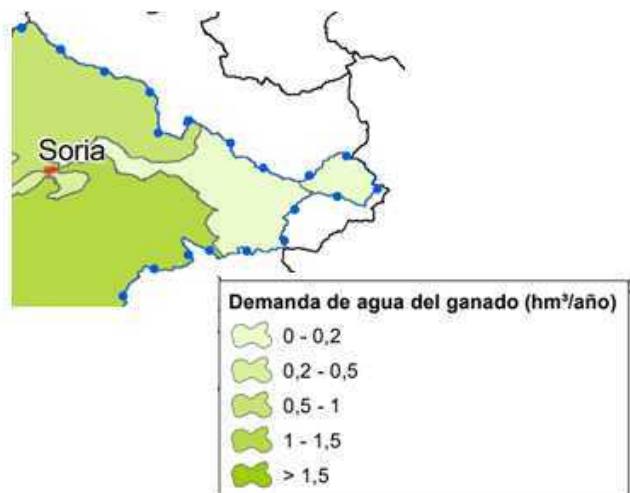 Soria
Demanda de agua del ganado (hm³/año)
0 - 0,2
0,2 - 0,5
0,5 - 1
1 - 1,5
> 1,5